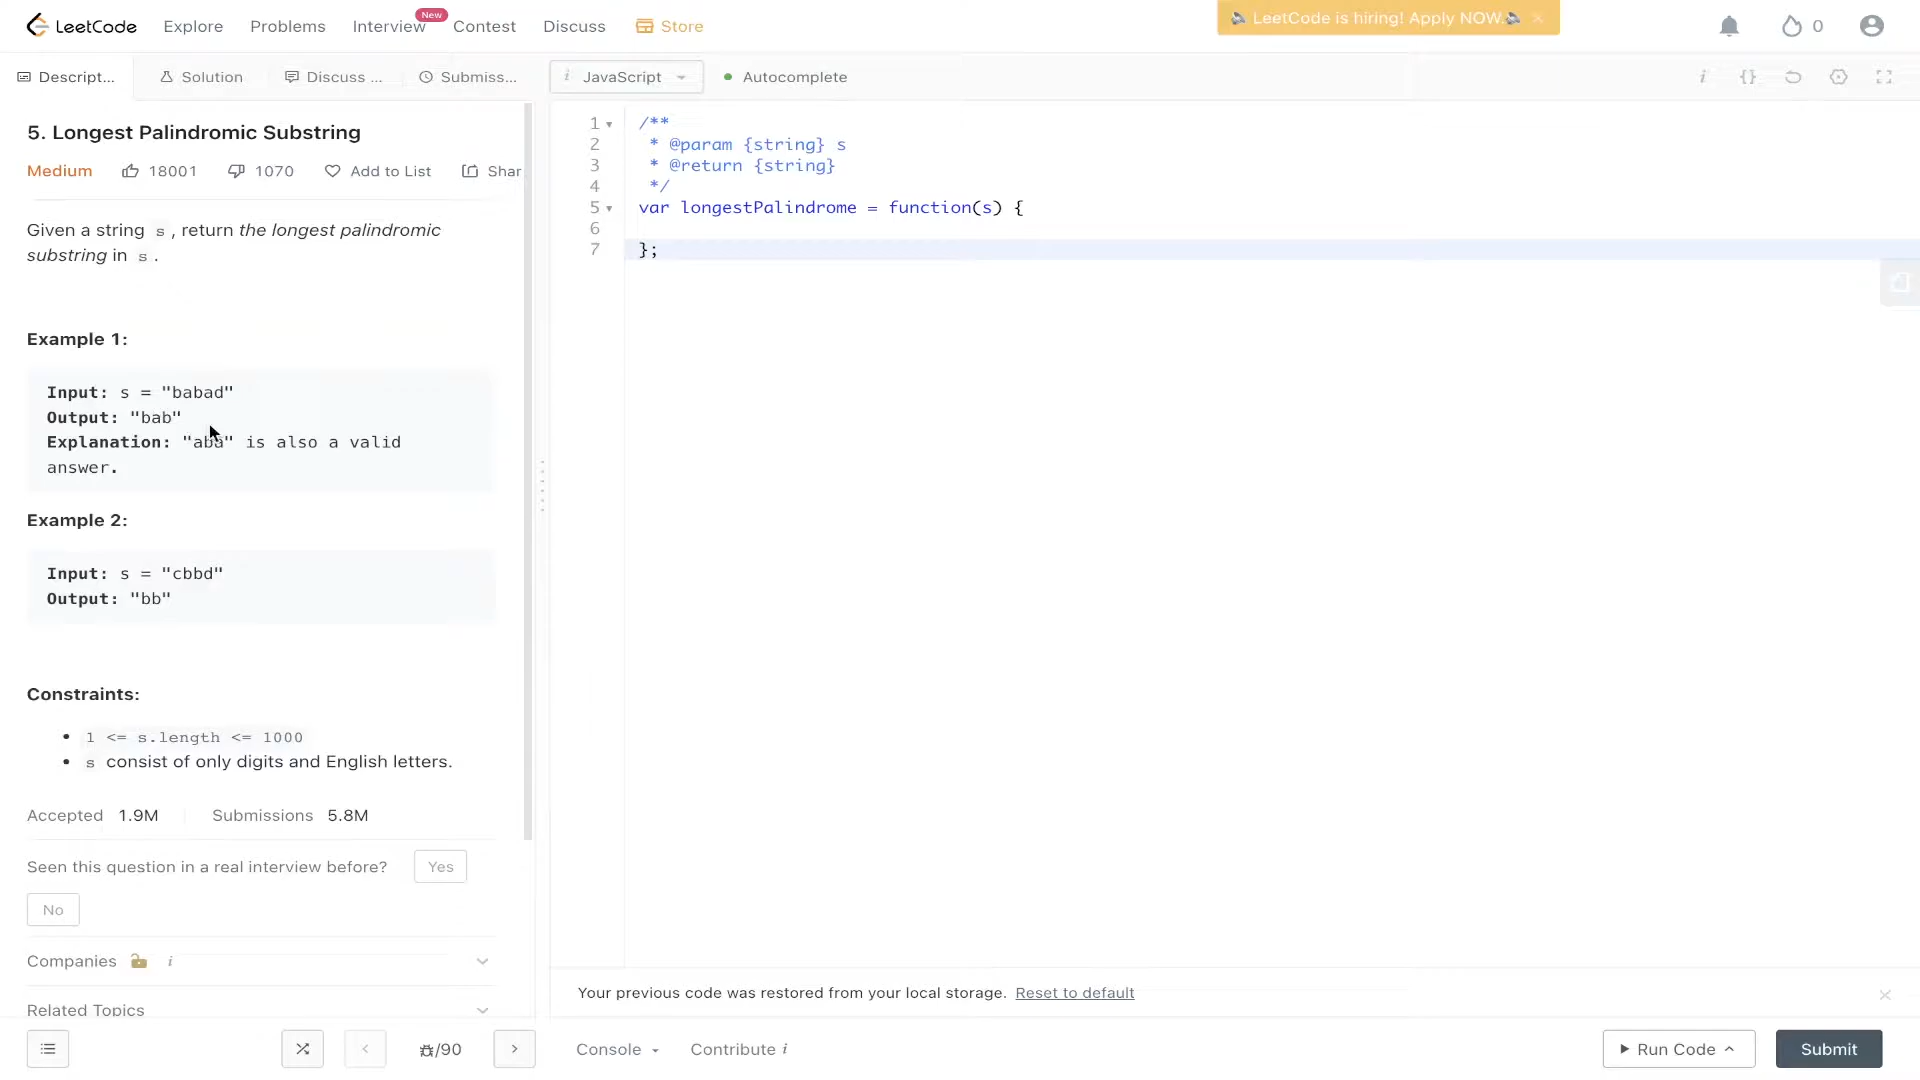 LeetCode
Explore
Problems
Interview
New
Contest
Discuss
Store
LeetCode is hiring! Apply NOW.
0
Descript...
Solution
Discuss ...
Submiss...
i JavaScript
Autocomplete
i {}
5. Longest Palindromic Substring
Medium 18001 1070 Add to List Shar
Given a string s , return the longest palindromic
substring in s .
Example 1:
Input: s = "babad"
Output: "bab"
Explanation: "aba" is also a valid
answer.
Example 2:
Input: s = "cbbd"
Output: "bb"
Constraints:
• 1 <= s.length <= 1000
• s consist of only digits and English letters.
Accepted 1.9M Submissions 5.8M
Seen this question in a real interview before? Yes
No
Companies i
Related Topics
1 /**
2  * @param {string} s
3  * @return {string}
4  */
5 var longestPalindrome = function(s) {
6
7 };
Your previous code was restored from your local storage. Reset to default
/90
Console
Contribute i
Run Code
Submit